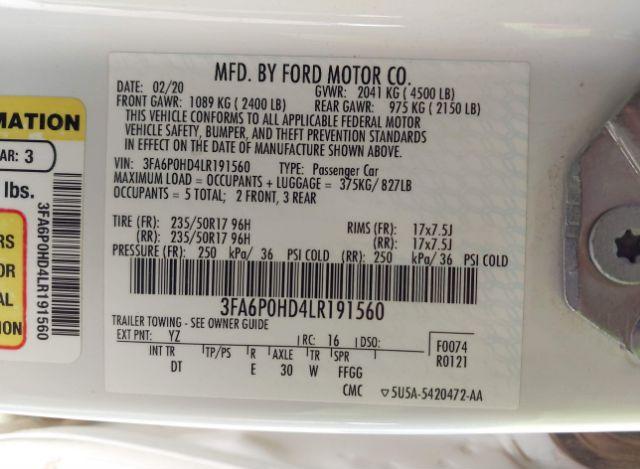 MATION
AR: 3
lbs.
RS
OR
AL
ION
3FA6P0HD4LR191560
MFD. BY FORD MOTOR CO.
DATE: 02/20 GVWR: 2041 KG ( 4500 LB)
FRONT GAWR: 1089 KG ( 2400 LB) REAR GAWR: 975 KG ( 2150 LB)
THIS VEHICLE CONFORMS TO ALL APPLICABLE FEDERAL MOTOR
VEHICLE SAFETY, BUMPER, AND THEFT PREVENTION STANDARDS
IN EFFECT ON THE DATE OF MANUFACTURE SHOWN ABOVE.
VIN: 3FA6P0HD4LR191560 TYPE: Passenger Car
MAXIMUM LOAD = OCCUPANTS + LUGGAGE = 375KG/ 827LB
OCCUPANTS = 5 TOTAL; 2 FRONT, 3 REAR
TIRE (FR): 235/50R17 96H RIMS (FR): 17x7.5J
(RR): 235/50R17 96H (RR): 17x7.5J
PRESSURE (FR): 250 kPa/ 36 PSI COLD (RR): 250 kPa/ 36 PSI COLD
3FA6P0HD4LR191560
TRAILER TOWING - SEE OWNER GUIDE
EXT PNT: YZ RC: 16 DSO: F0074
INT TR TP/PS R AXLE TR SPR R0121
DT E 30 W FFGG
CMC ▽5U5A-5420472-AA